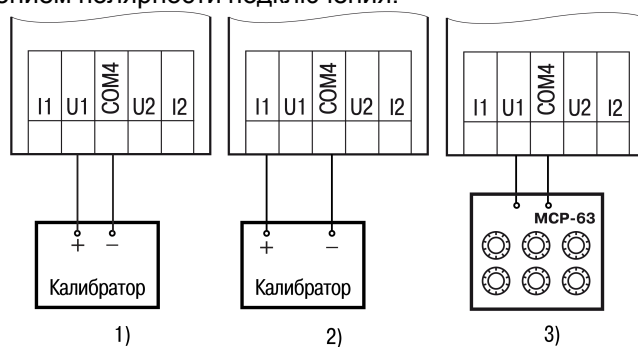 нием полярности подключения.
I1 U1 COM4 U2 I2
I1 U1 COM4 U2 I2
I1 U1 COM4 U2 I2
+ −
Калибратор
+ −
Калибратор
МСР-63
1)
2)
3)